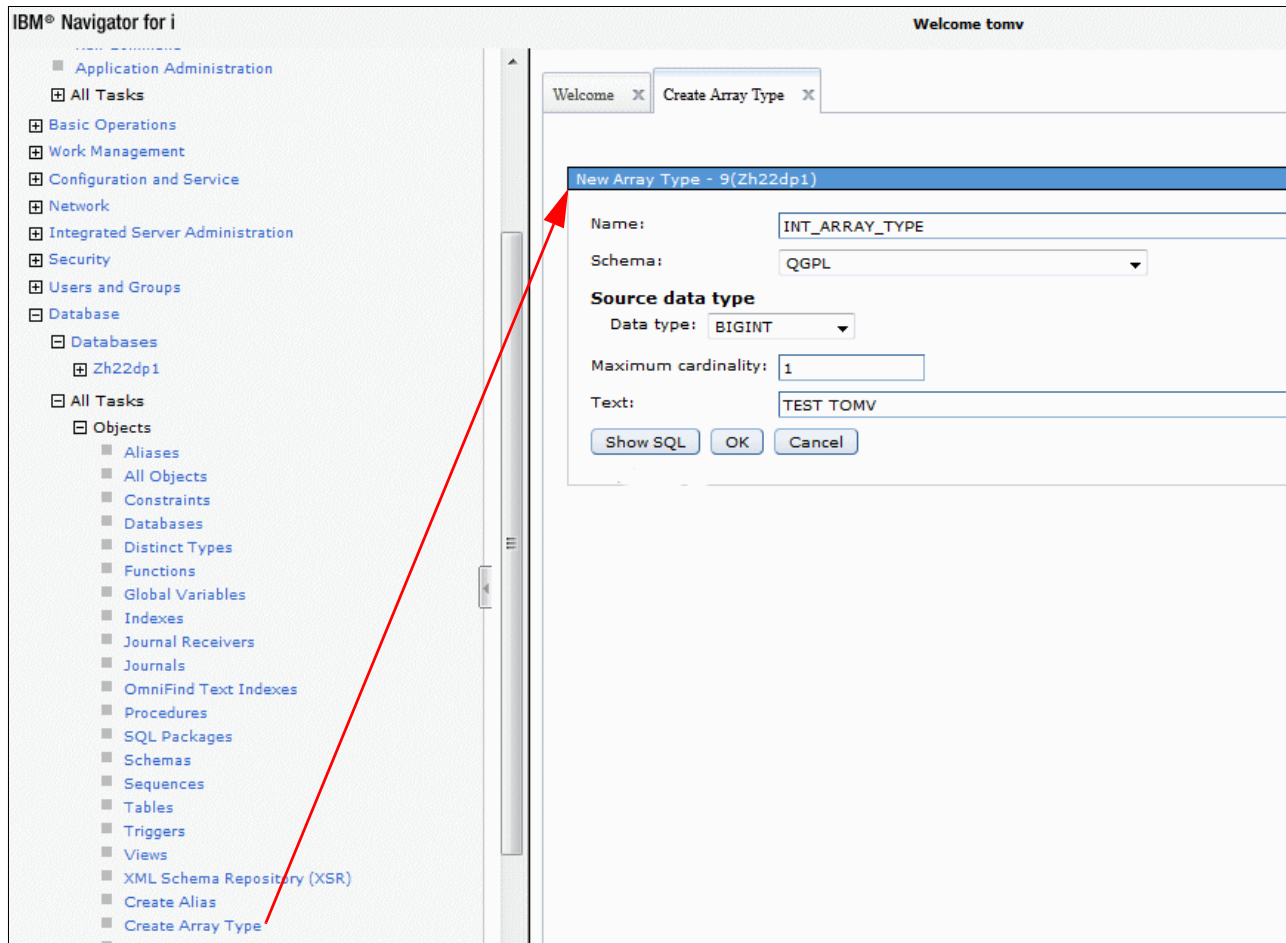 IBM® Navigator for i
Welcome tomv
Application Administration
All Tasks
Basic Operations
Work Management
Configuration and Service
Network
Integrated Server Administration
Security
Users and Groups
Database
Databases
Zh22dp1
All Tasks
Objects
Aliases
All Objects
Constraints
Databases
Distinct Types
Functions
Global Variables
Indexes
Journal Receivers
Journals
OmniFind Text Indexes
Procedures
SQL Packages
Schemas
Sequences
Tables
Triggers
Views
XML Schema Repository (XSR)
Create Alias
Create Array Type
Welcome
Create Array Type
New Array Type - 9(Zh22dp1)
Name: INT_ARRAY_TYPE
Schema: QGPL
Source data type
Data type: BIGINT
Maximum cardinality: 1
Text: TEST TOMV
Show SQL OK Cancel